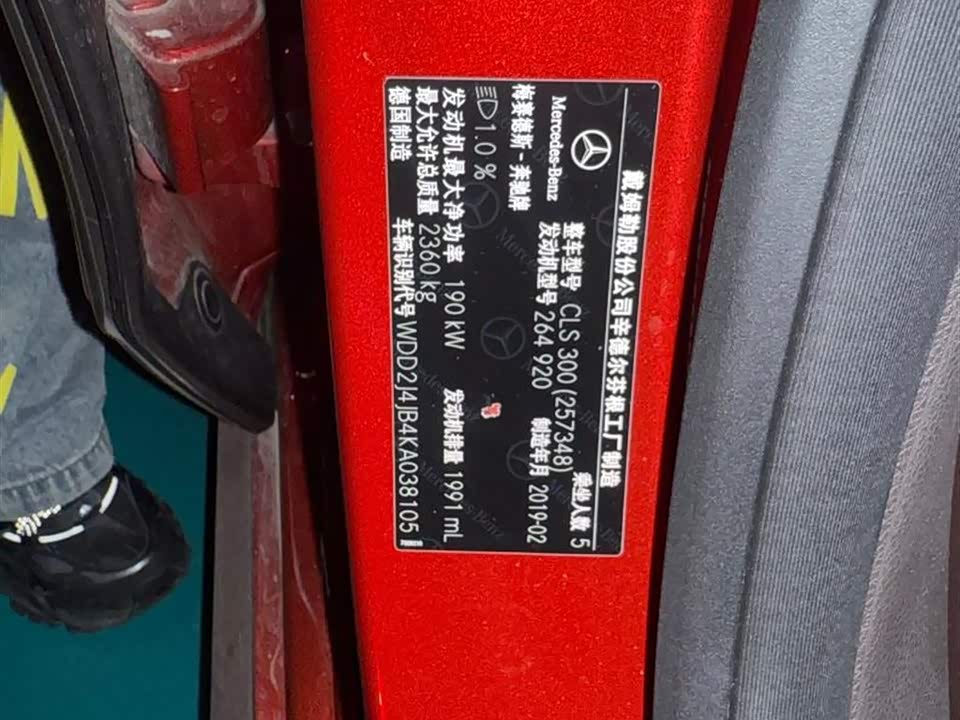 戴姆勒股份公司辛德尔芬根工厂制造
Mercedes-Benz
梅赛德斯-奔驰牌
整车型号 CLS 300 (257348) 乘坐人数 5
发动机型号 264 920 制造年月 2019-02
1.0 %
发动机最大净功率 190 kW 发动机排量 1991 mL
最大允许总质量 2360 kg
德国制造 车辆识别代号 WDD2J4JB4KA038105